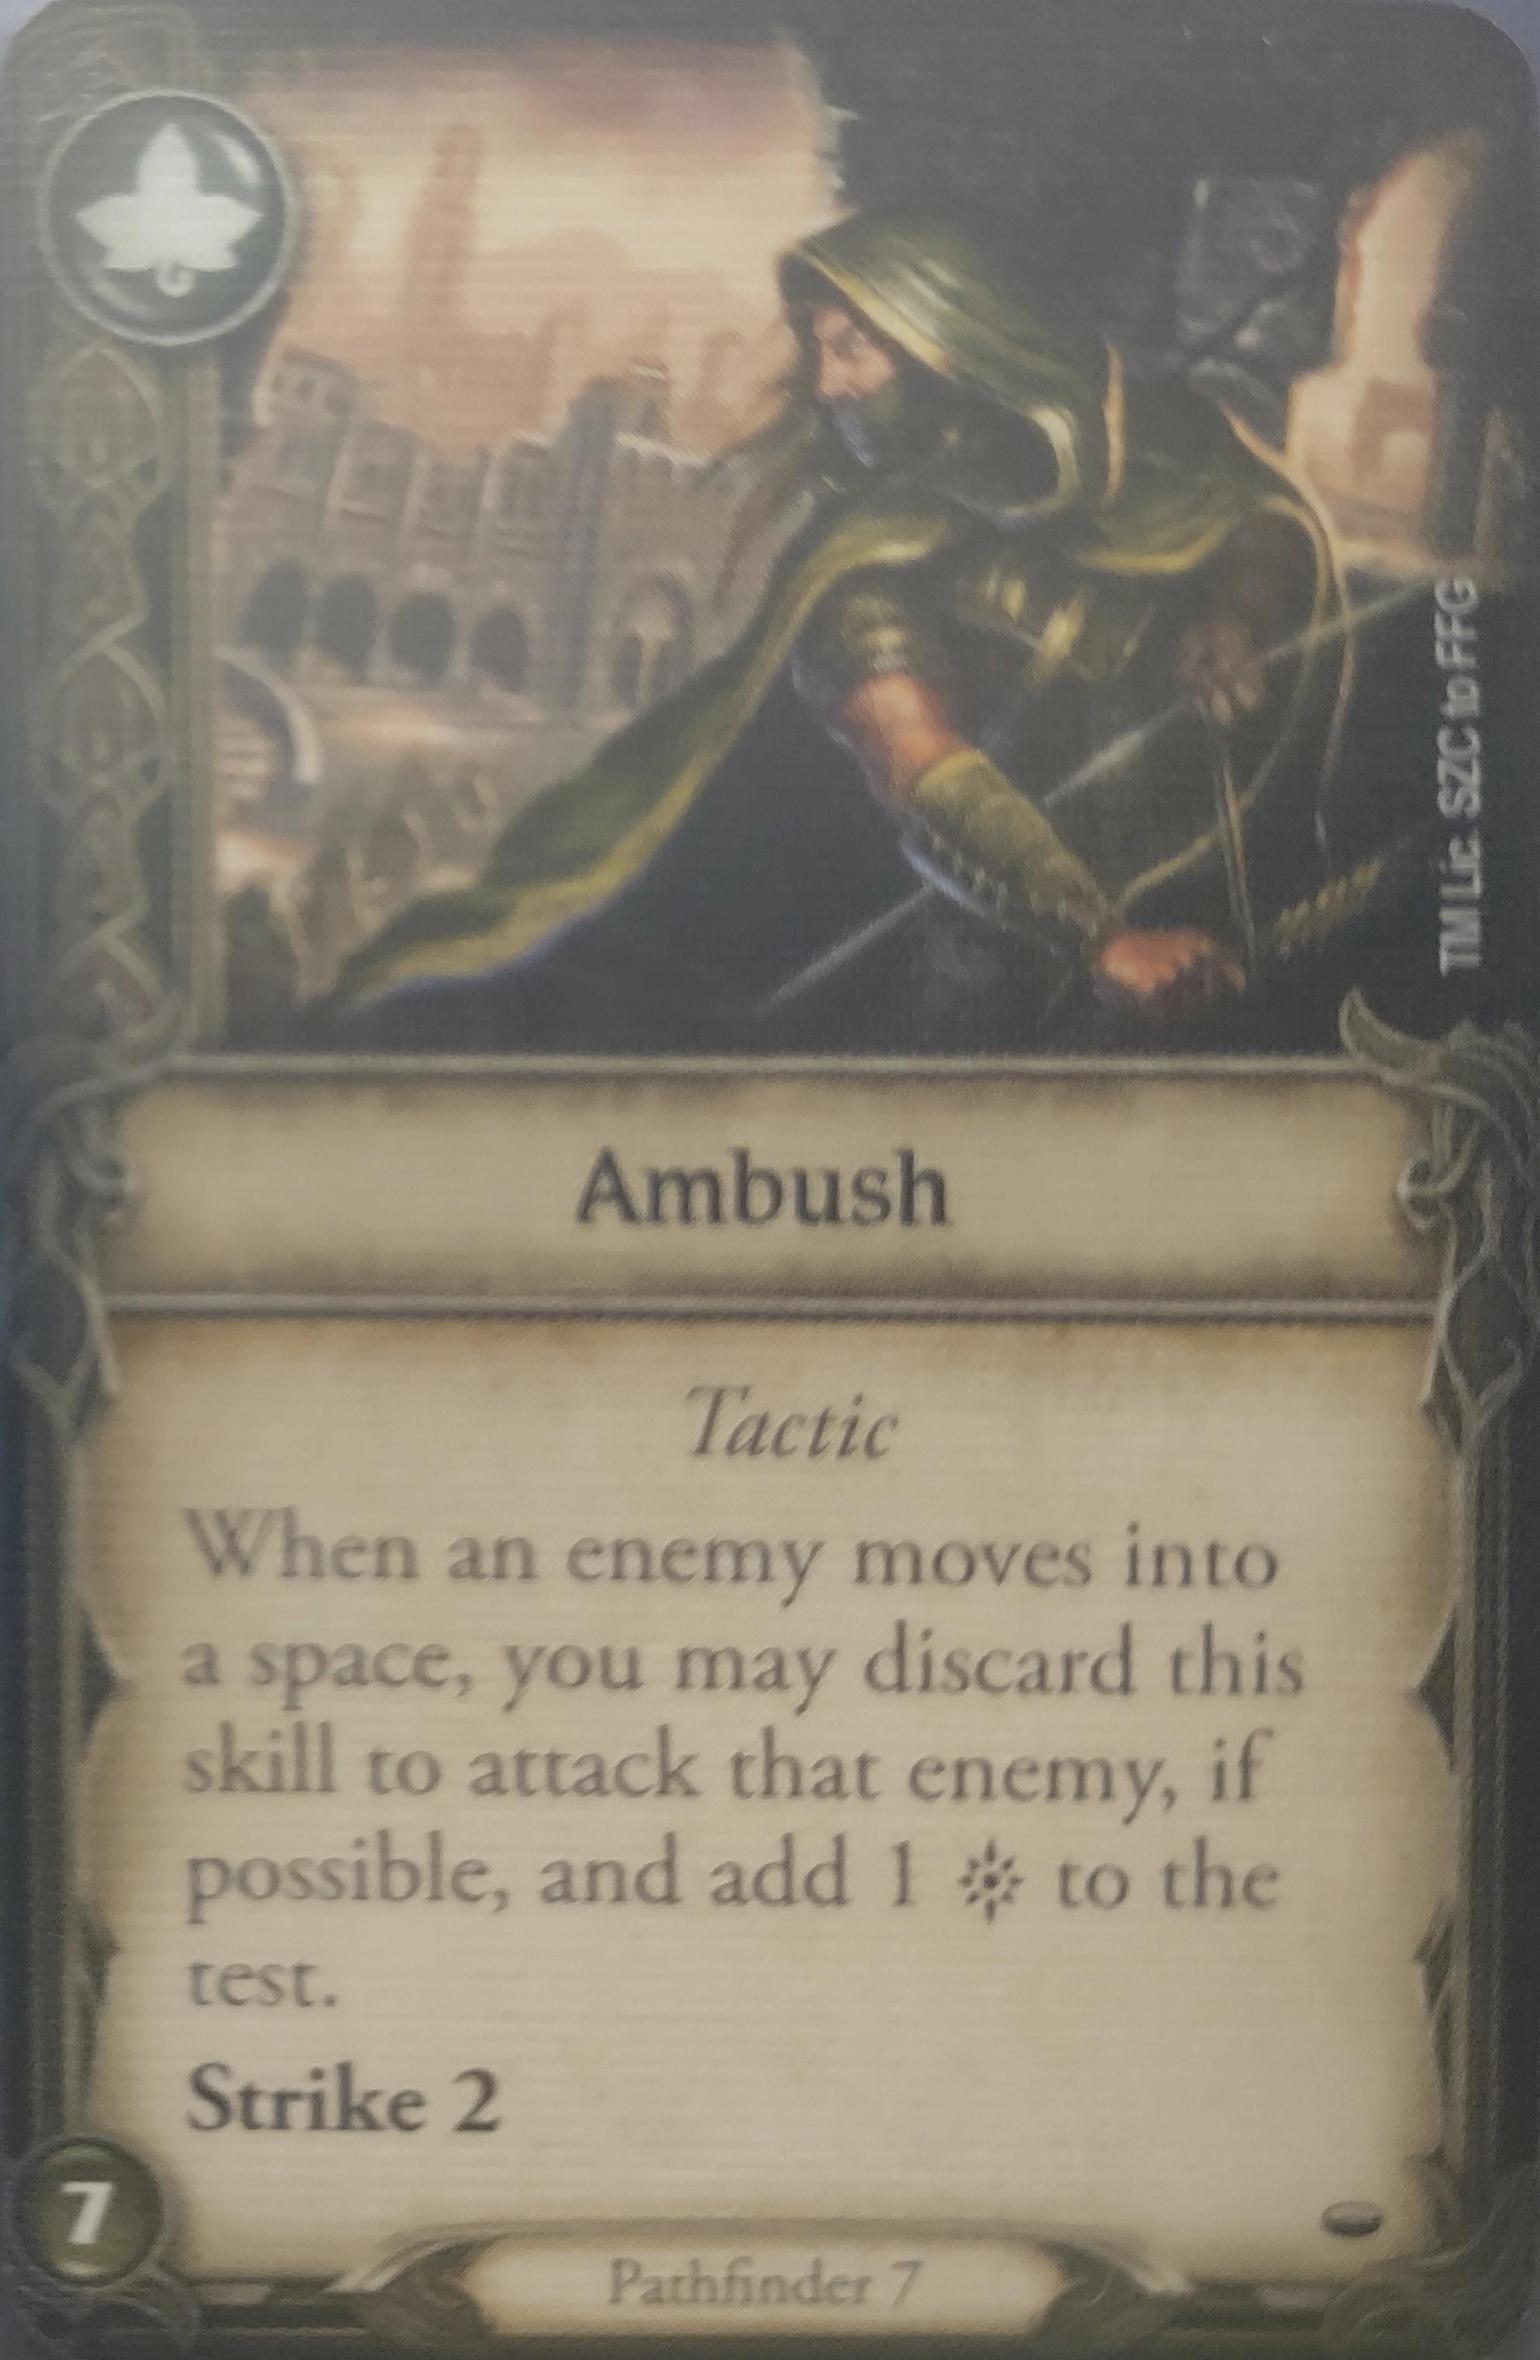 TM Lic. SZC to FFG
Ambush
Tactic
When an enemy moves into
a space, you may discard this
skill to attack that enemy, if
possible, and add 1 to the
test.
Strike 2
7
Pathfinder 7